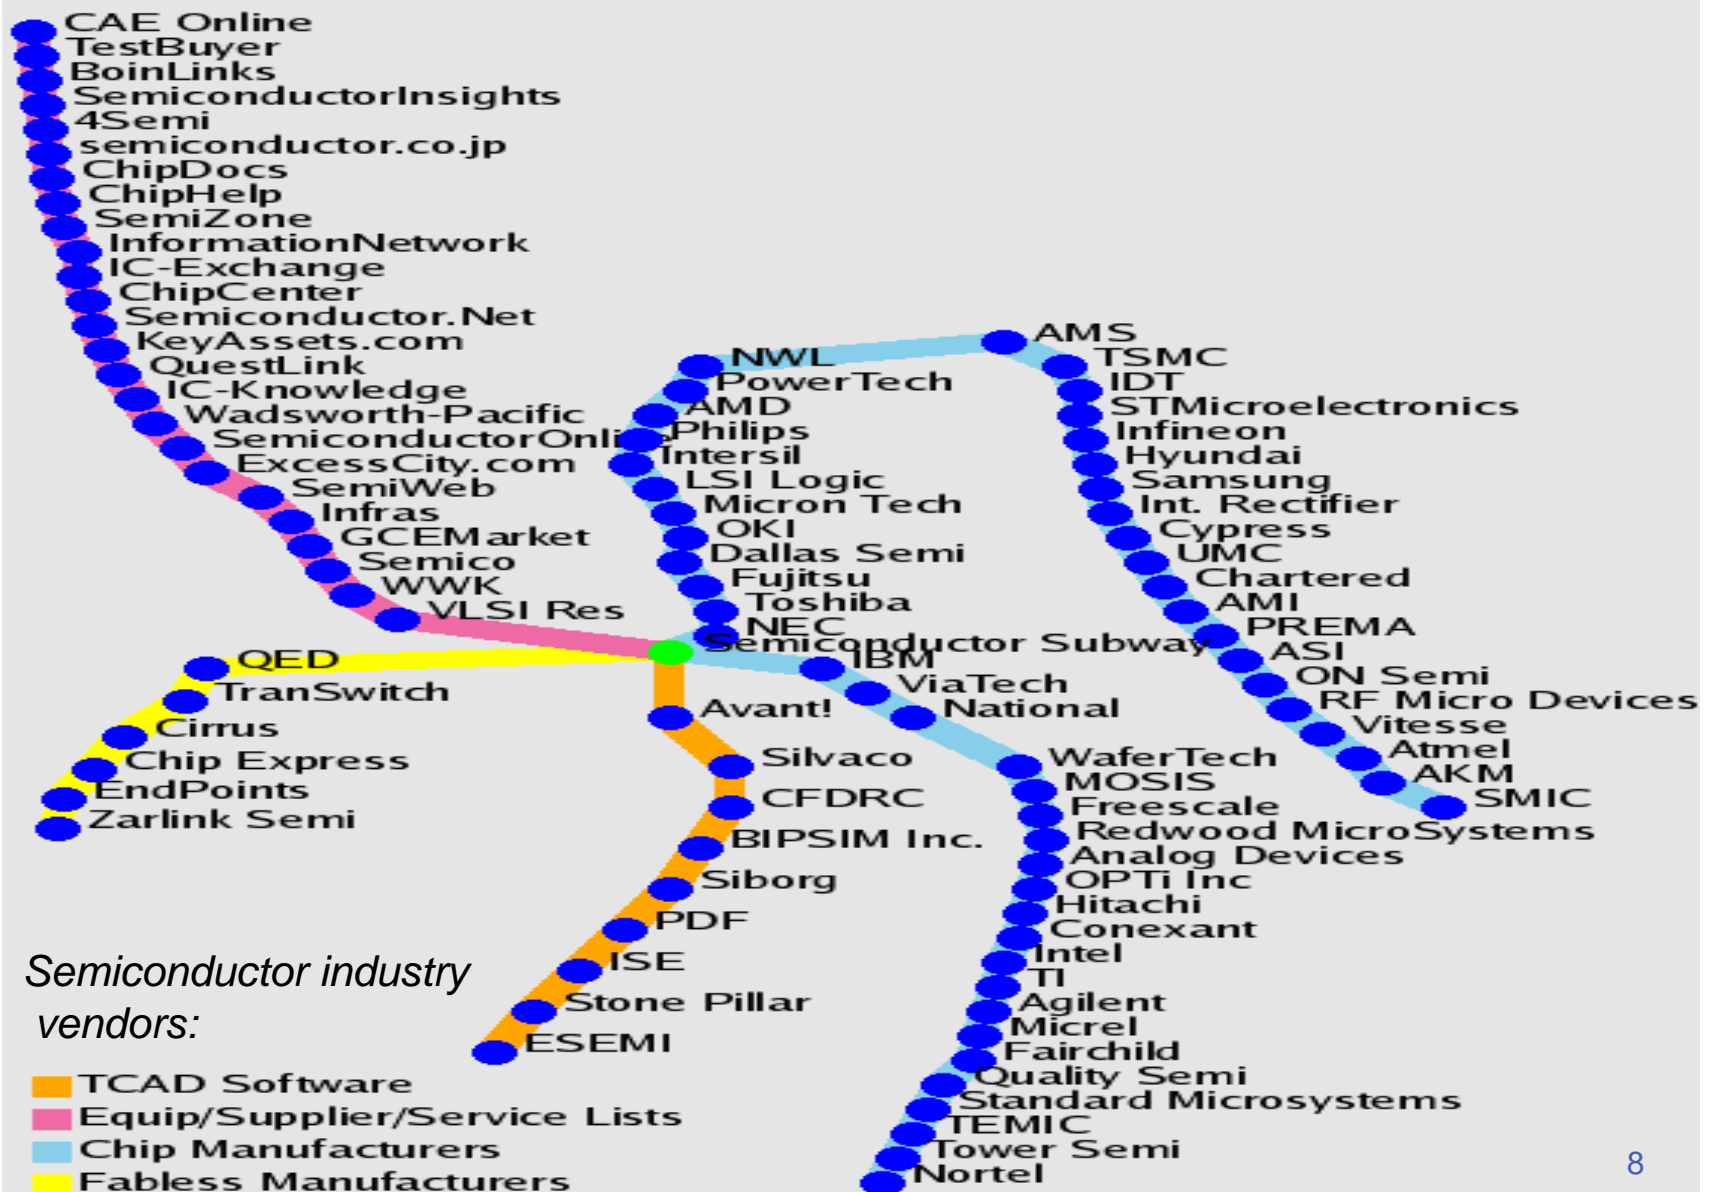 CAE Online
TestBuyer
BoinLinks
SemiconductorInsights
4Semi
semiconductor.co.jp
ChipDocs
ChipHelp
SemiZone
InformationNetwork
IC-Exchange
ChipCenter
Semiconductor.Net
KeyAssets.com
QuestLink
IC-Knowledge
Wadsworth-Pacific
SemiconductorOnline
ExcessCity.com
SemiWeb
Infras
GCEMarket
Semico
WWK
VLSI Res
NWL
PowerTech
AMD
Philips
Intersil
LSI Logic
Micron Tech
OKI
Dallas Semi
Fujitsu
Toshiba
NEC
Semiconductor Subway
AMS
TSMC
IDT
STMicroelectronics
Infineon
Hyundai
Samsung
Int. Rectifier
Cypress
UMC
Chartered
AMI
PREMA
ASI
ON Semi
RF Micro Devices
Vitesse
Atmel
AKM
SMIC
QED
TranSwitch
Cirrus
Chip Express
EndPoints
Zarlink Semi
Avant!
Silvaco
CFDRC
BIPSIM Inc.
Siborg
PDF
ISE
Stone Pillar
ESEMI
IBM
ViaTech
National
WaferTech
MOSIS
Freescale
Redwood MicroSystems
Analog Devices
OPTi Inc
Hitachi
Conexant
Intel
TI
Agilent
Micrel
Fairchild
Quality Semi
Standard Microsystems
TEMIC
Tower Semi
Nortel
Semiconductor industry
vendors:
TCAD Software
Equip/Supplier/Service Lists
Chip Manufacturers
Fabless Manufacturers
8